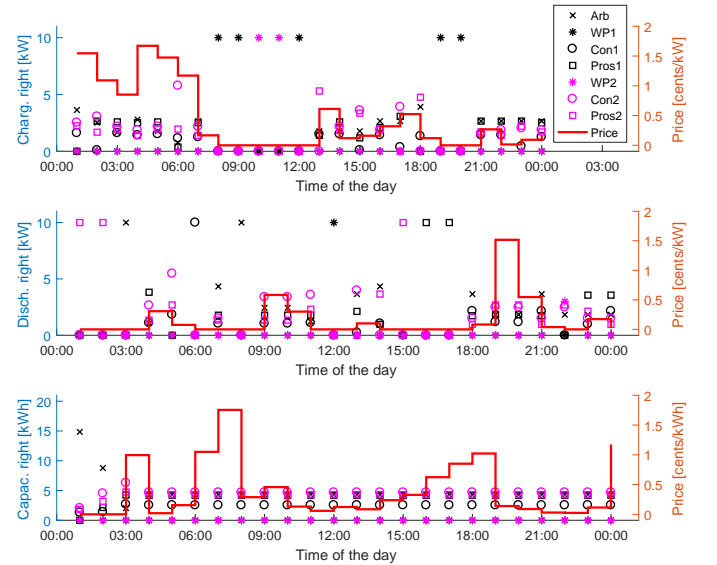 10
5
0
Charg. right [kW]
2
1.5
1
0.5
0
Price [cents/kW]
Arb
WP1
Con1
Pros1
WP2
Con2
Pros2
Price
00:00 03:00 06:00 09:00 12:00 15:00 18:00 21:00 00:00 03:00
Time of the day
10
5
0
Disch. right [kW]
2
1.5
1
0.5
0
Price [cents/kW]
00:00 03:00 06:00 09:00 12:00 15:00 18:00 21:00 00:00
Time of the day
20
15
10
5
0
Capac. right [kWh]
2
1.5
1
0.5
0
Price [cents/kWh]
00:00 03:00 06:00 09:00 12:00 15:00 18:00 21:00 00:00
Time of the day